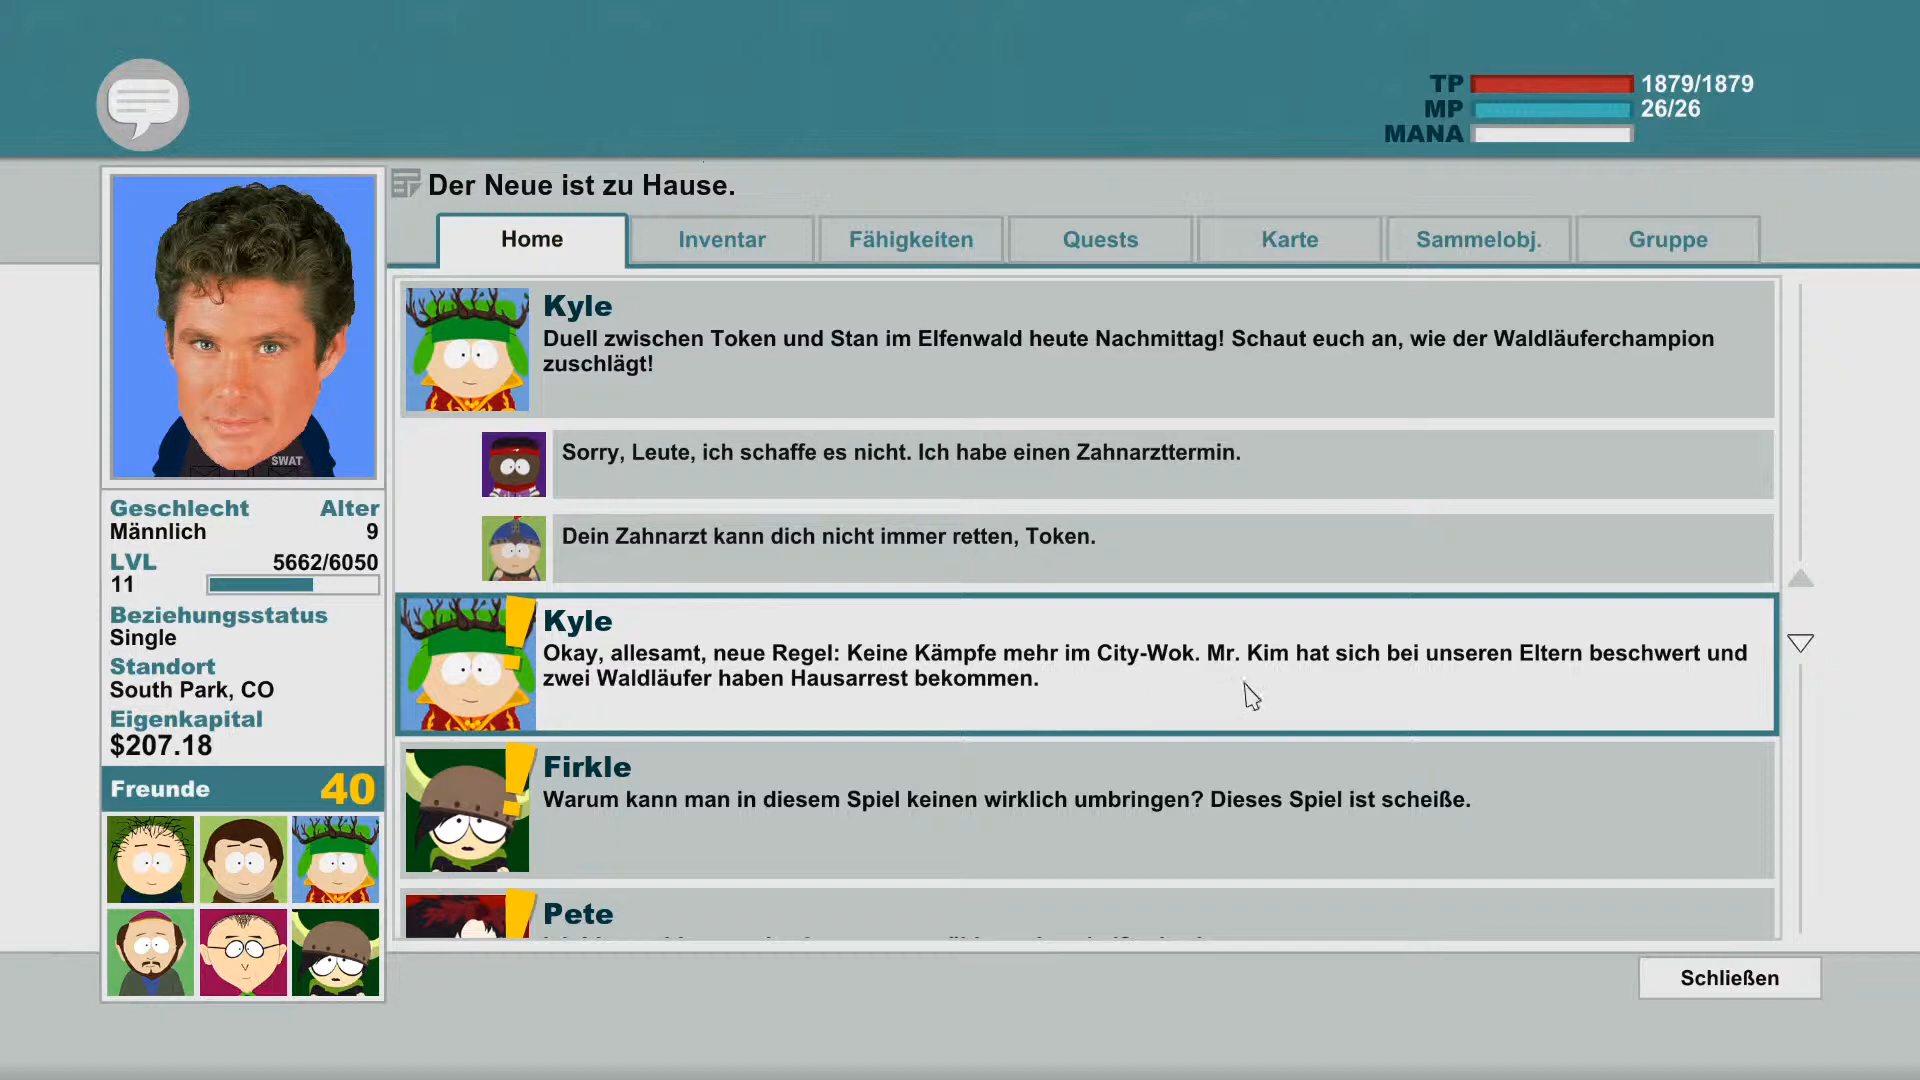 TP 1879/1879
MP 26/26
MANA
Der Neue ist zu Hause.
Home Inventar Fähigkeiten Quests Karte Sammelobj. Gruppe
SWAT
Geschlecht Alter
Männlich 9
LVL 5662/6050
11
Beziehungsstatus
Single
Standort
South Park, CO
Eigenkapital
$207.18
Freunde 40
Kyle
Duell zwischen Token und Stan im Elfenwald heute Nachmittag! Schaut euch an, wie der Waldläuferchampion
zuschlägt!
Sorry, Leute, ich schaffe es nicht. Ich habe einen Zahnarzttermin.
Dein Zahnarzt kann dich nicht immer retten, Token.
Kyle
Okay, allesamt, neue Regel: Keine Kämpfe mehr im City-Wok. Mr. Kim hat sich bei unseren Eltern beschwert und
zwei Waldläufer haben Hausarrest bekommen.
Firkle
Warum kann man in diesem Spiel keinen wirklich umbringen? Dieses Spiel ist scheiße.
Pete
Schließen